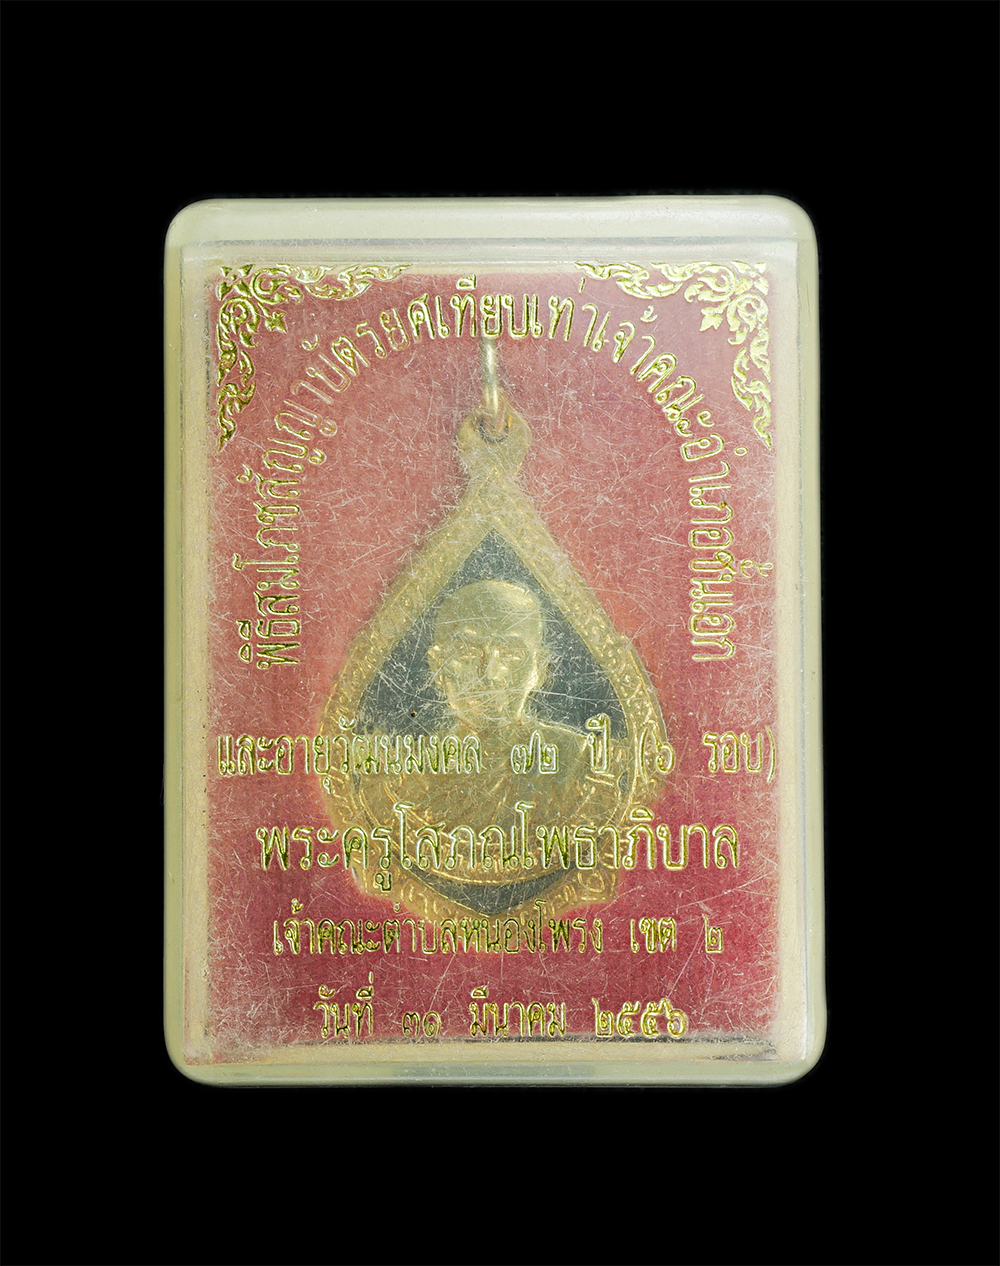 พิธีสมโภชสัญญาบัตรยศเทียบเท่าเจ้าคณะอำเภอชั้นเอก
และอายุวัฒนมงคล ๗๒ ปี (๖ รอบ)
พระครูโสภณโพธาภิบาล
เจ้าคณะตำบลหนองโพรง เขต ๒
วันที่ ๓๑ มีนาคม ๒๕๕๖